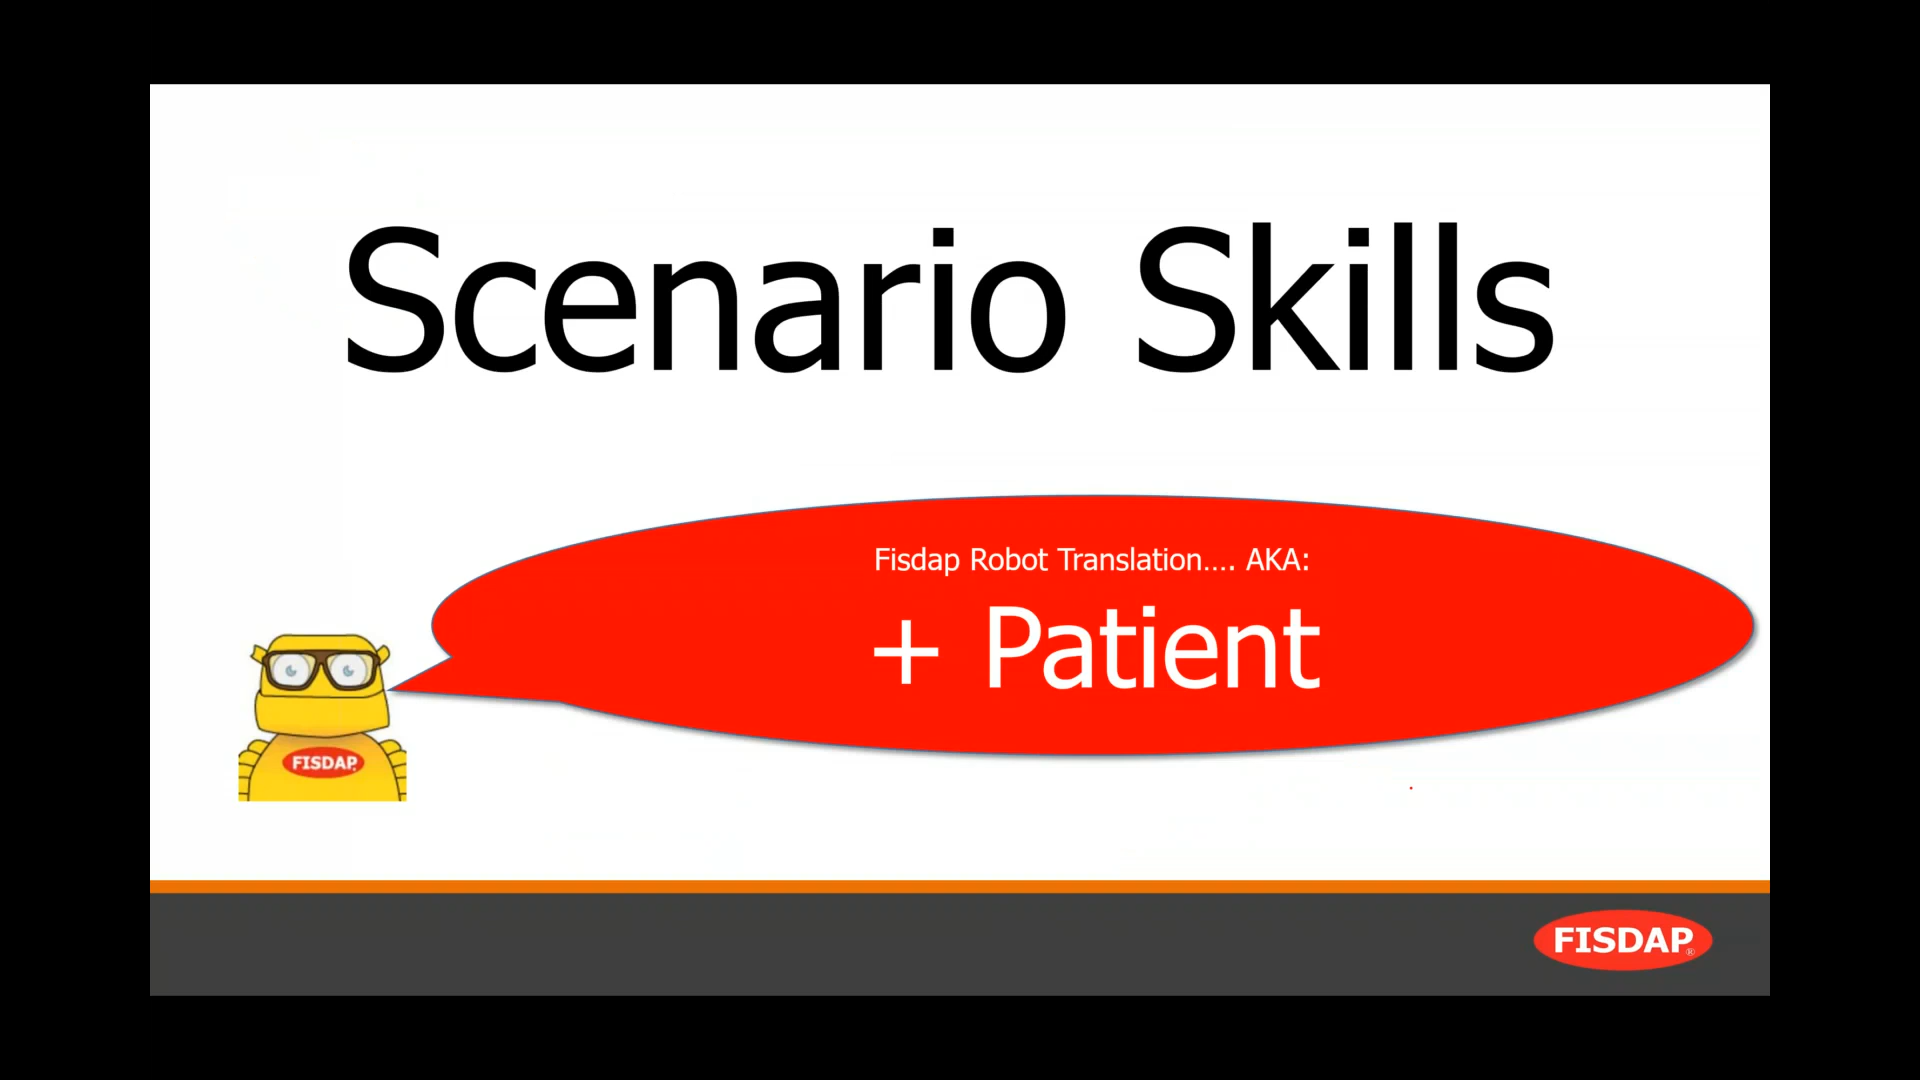 Scenario Skills
Fisdap Robot Translation.... AKA:
+ Patient
FISDAP
FISDAP®